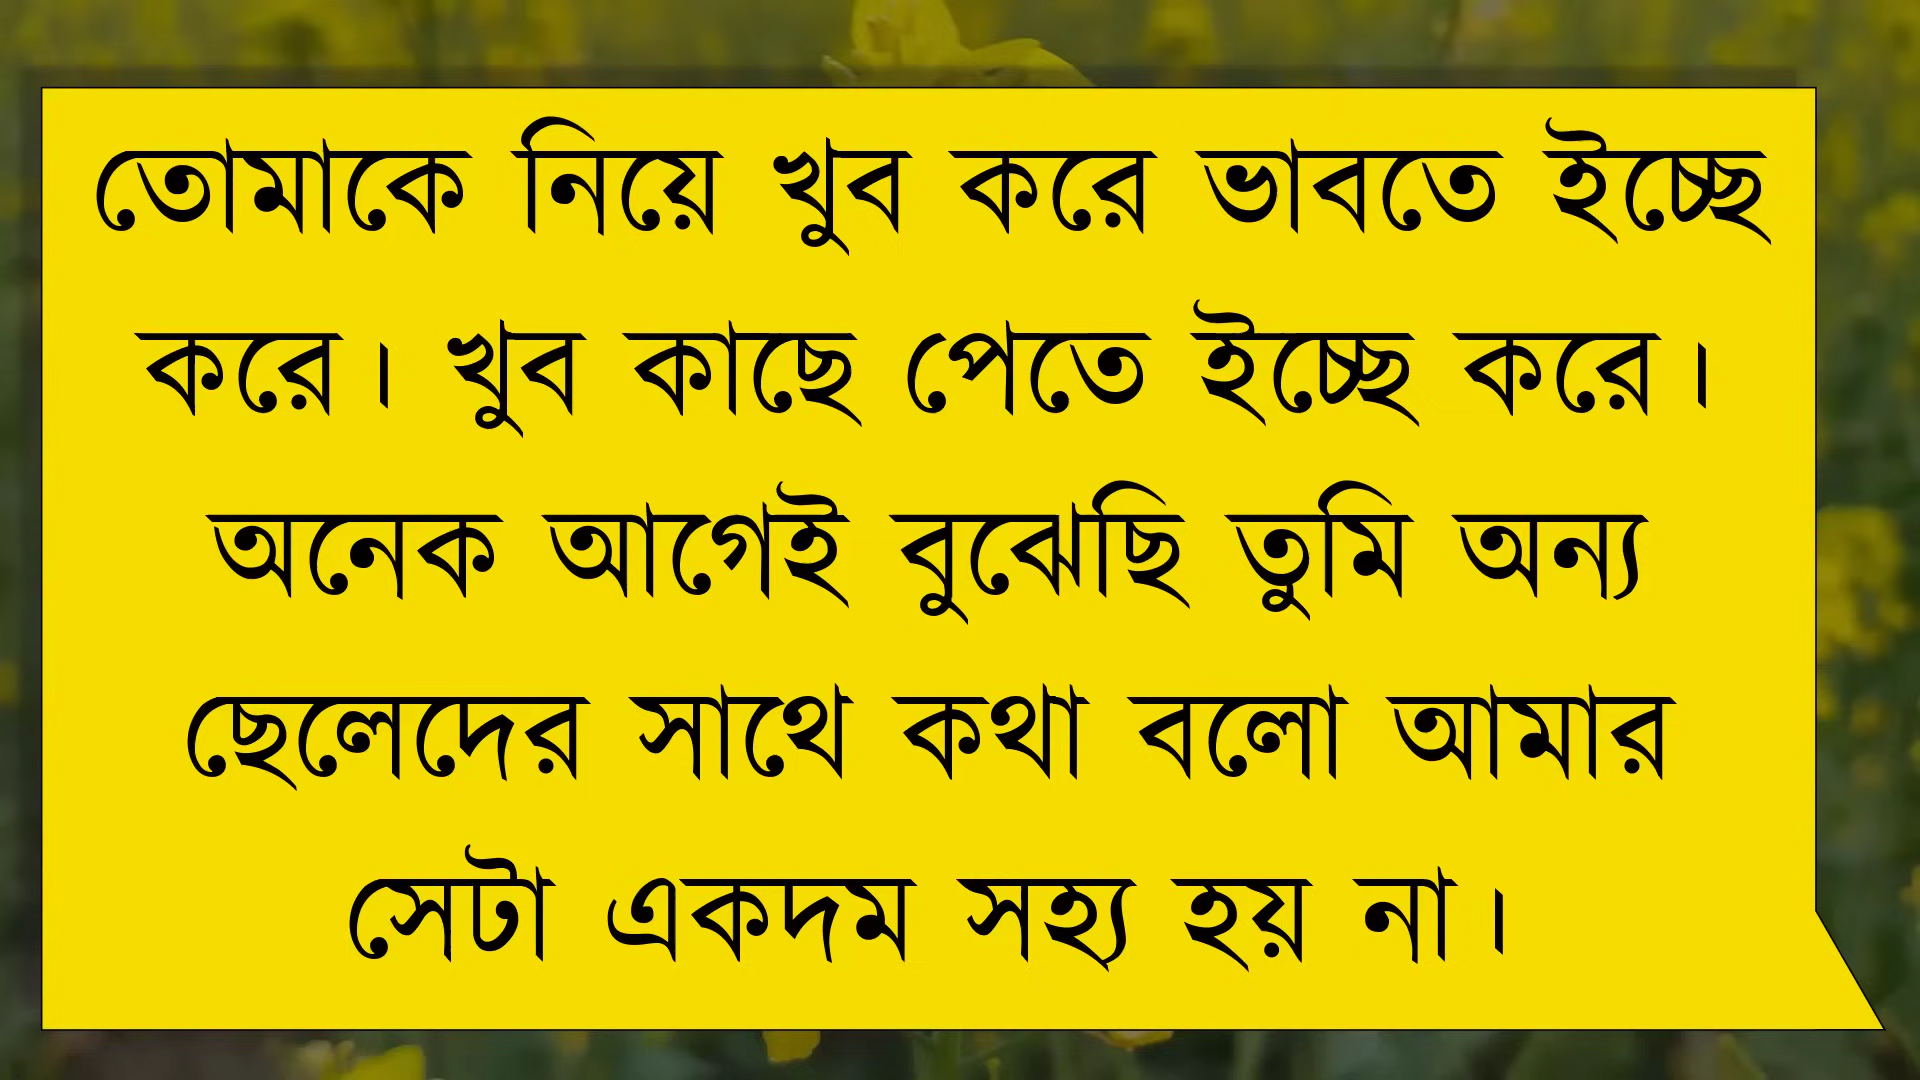 তোমাকে নিয়ে খুব করে ভাবতে ইচ্ছে
করে। খুব কাছে পেতে ইচ্ছে করে।
অনেক আগেই বুঝেছি তুমি অন্য
ছেলেদের সাথে কথা বলো আমার
সেটা একদম সহ্য হয় না।